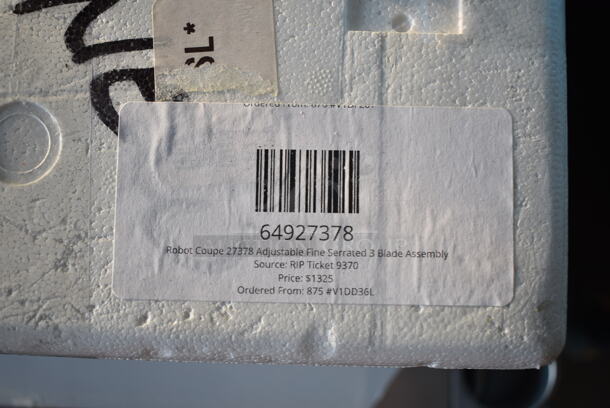 SL*
64927378
Robot Coupe 27378 Adjustable Fine Serrated 3 Blade Assembly
Source: RIP Ticket 9370
Price: $1325
Ordered From: 875 #V1DD36L